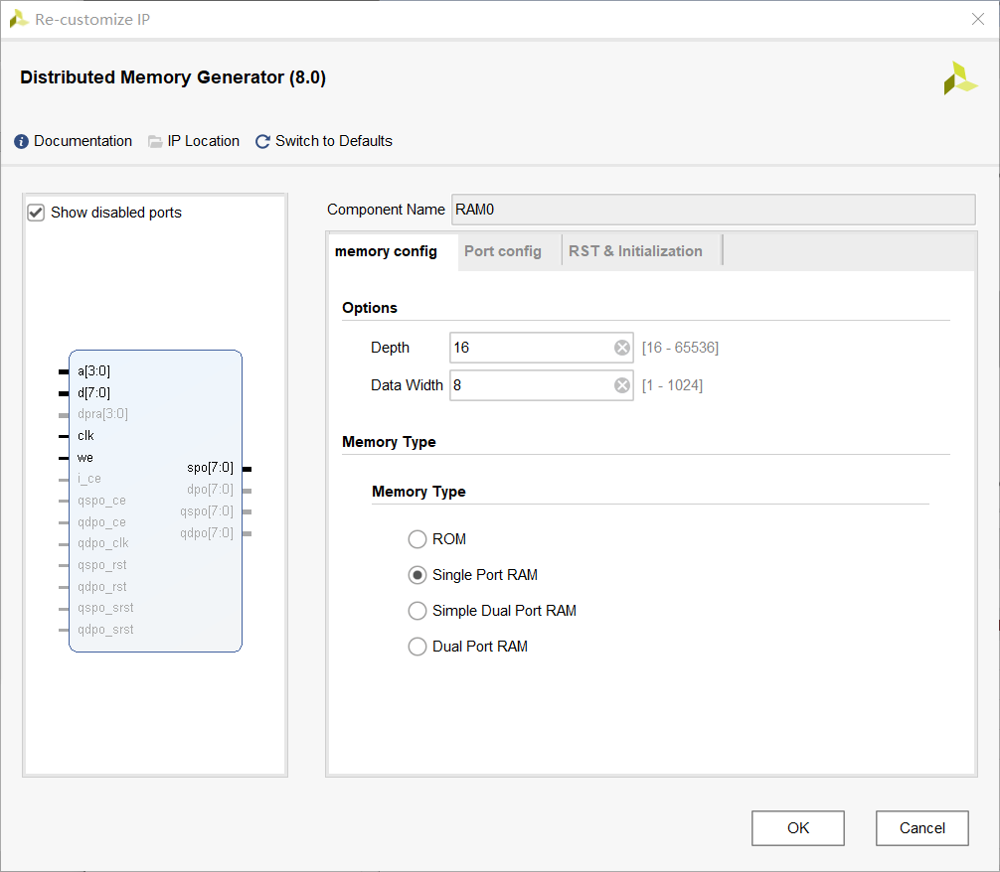 Re-customize IP
Distributed Memory Generator (8.0)
Documentation IP Location Switch to Defaults
Show disabled ports
a[3:0]
d[7:0]
dpra[3:0]
clk
we
i_ce
qspo_ce
qdpo_ce
qdpo_clk
qspo_rst
qdpo_rst
qspo_srst
qdpo_srst
spo[7:0]
dpo[7:0]
qspo[7:0]
qdpo[7:0]
Component Name RAM0
memory config Port config RST & Initialization
Options
Depth 16 [16 - 65536]
Data Width 8 [1 - 1024]
Memory Type
Memory Type
ROM
Single Port RAM
Simple Dual Port RAM
Dual Port RAM
OK Cancel